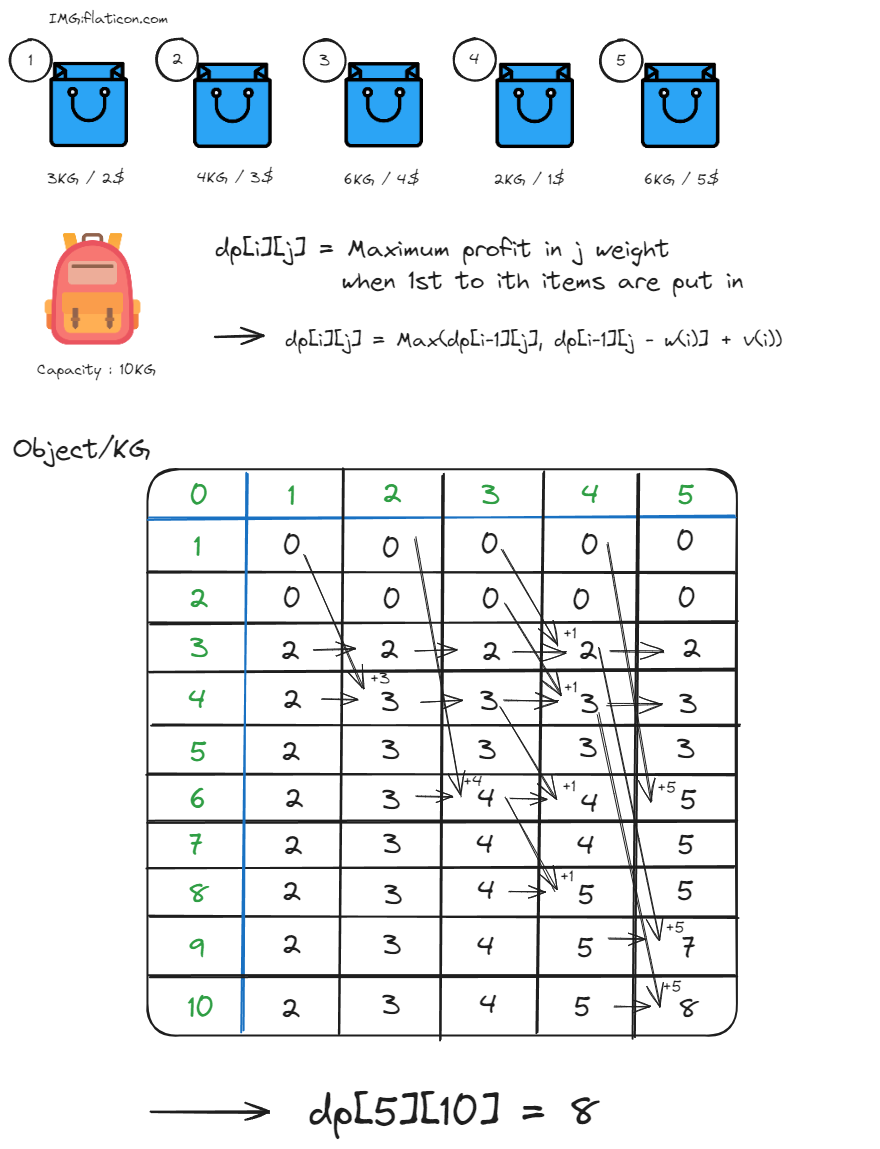 IMG:flaticon.com
1 2 3 4 5
3KG / 2$ 4KG / 3$ 6KG / 4$ 2KG / 1$ 6KG / 5$
dp[i][j] = Maximum profit in j weight
when 1st to ith items are put in
dp[i][j] = Max(dp[i-1][j], dp[i-1][j - w(i)] + v(i))
Capacity : 10KG
Object/KG
0 1 2 3 4 5
1 0 0 0 0 0
2 0 0 0 0 0
3 2 2 2 +1 2 2
4 2 +3 3 3 +1 3 3
5 2 3 3 3 3
6 2 3 +4 4 +1 4 +5 5
7 2 3 4 4 5
8 2 3 4 +1 5 5
9 2 3 4 5 +5 7
10 2 3 4 5 +5 8
dp[5][10] = 8